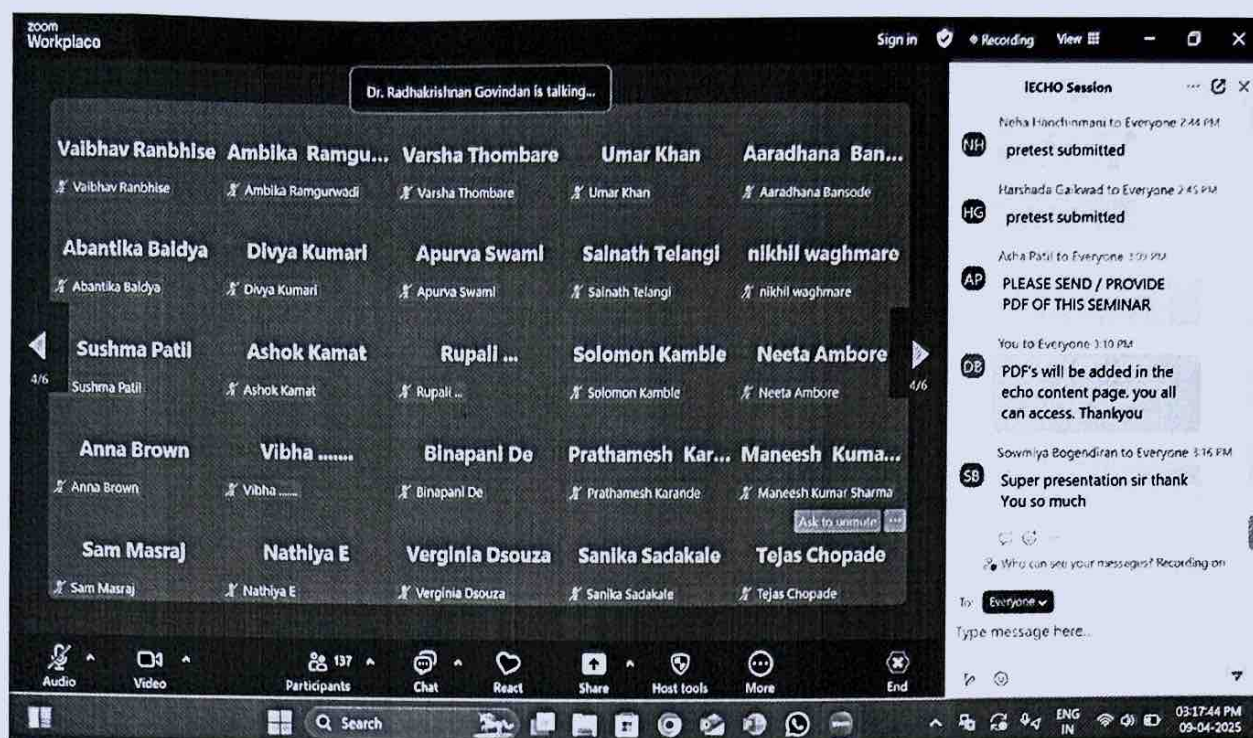 zoom
Workplace
Sign in
Recording
View
Dr. Radhakrishnan Govindan is talking...
Vaibhav Ranbhise
Ambika Ramgu...
Varsha Thombare
Umar Khan
Aaradhana Ban...
Vaibhav Ranbhise
Ambika Ramgurwadi
Varsha Thombare
Umar Khan
Aaradhana Bansode
Abantika Baidya
Divya Kumari
Apurva Swami
Sainath Telangi
nikhil waghmare
Abantika Baidya
Divya Kumari
Apurva Swami
Sainath Telangi
nikhil waghmare
Sushma Patil
Ashok Kamat
Rupali ...
Solomon Kamble
Neeta Ambore
4/6
Sushma Patil
Ashok Kamat
Rupali ...
Solomon Kamble
Neeta Ambore
4/6
Anna Brown
Vibha .......
Binapani De
Prathamesh Kar...
Maneesh Kuma...
Anna Brown
Vibha .......
Binapani De
Prathamesh Karande
Maneesh Kumar Sharma
Ask to unmute
Sam Masraj
Nathiya E
Verginia Dsouza
Sanika Sadakale
Tejas Chopade
Sam Masraj
Nathiya E
Verginia Dsouza
Sanika Sadakale
Tejas Chopade
Audio
Video
137
Participants
Chat
React
Share
Host tools
More
End
iECHO Session
Neha Hanchinmani to Everyone 2:44 PM
NH
pretest submitted
Harshada Gaikwad to Everyone 2:45 PM
HG
pretest submitted
Asha Patil to Everyone
AP
PLEASE SEND / PROVIDE
PDF OF THIS SEMINAR
You to Everyone 3:10 PM
DB
PDF's will be added in the
echo content page. you all
can access. Thankyou
Sowmiya Bogendiran to Everyone 3:16 PM
SB
Super presentation sir thank
You so much
Who can see your messages? Recording on
To: Everyone
Type message here...
Search
ENG
IN
03:17:44 PM
09-04-2025